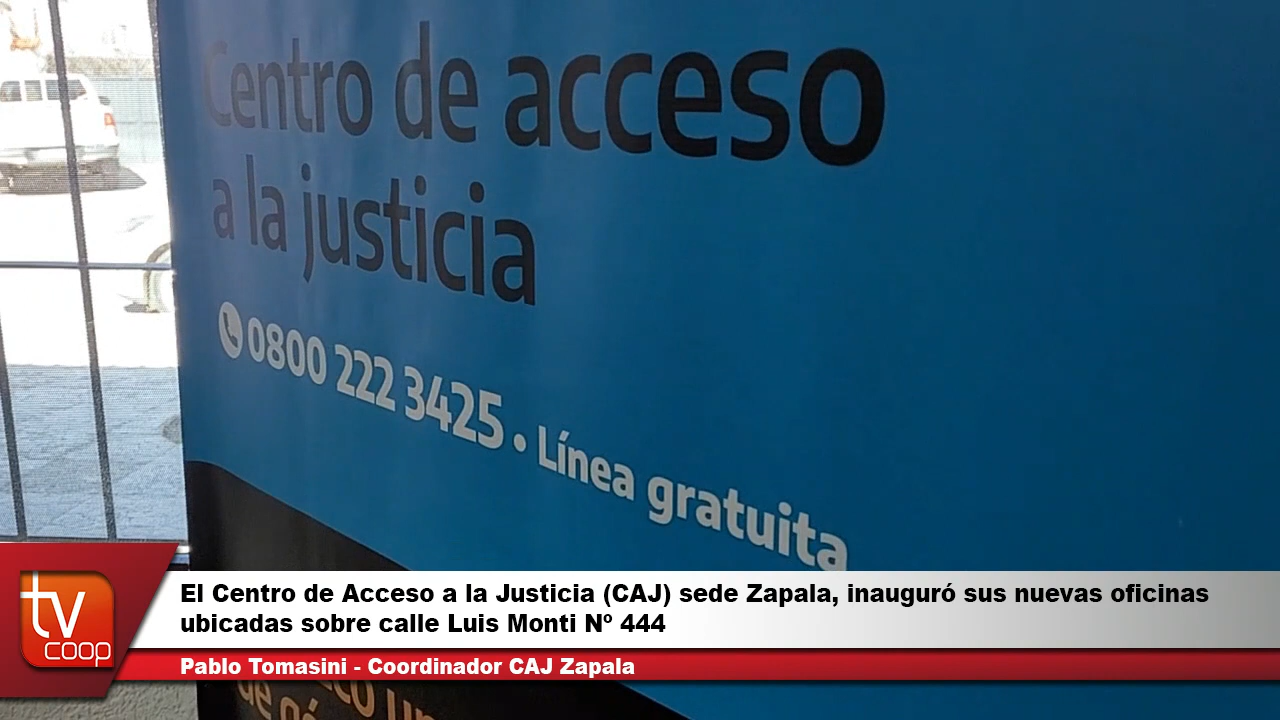 Centro de acceso
a la justicia
0800 222 3425 • Línea gratuita
tv
coop
El Centro de Acceso a la Justicia (CAJ) sede Zapala, inauguró sus nuevas oficinas
ubicadas sobre calle Luis Monti Nº 444
Pablo Tomasini - Coordinador CAJ Zapala